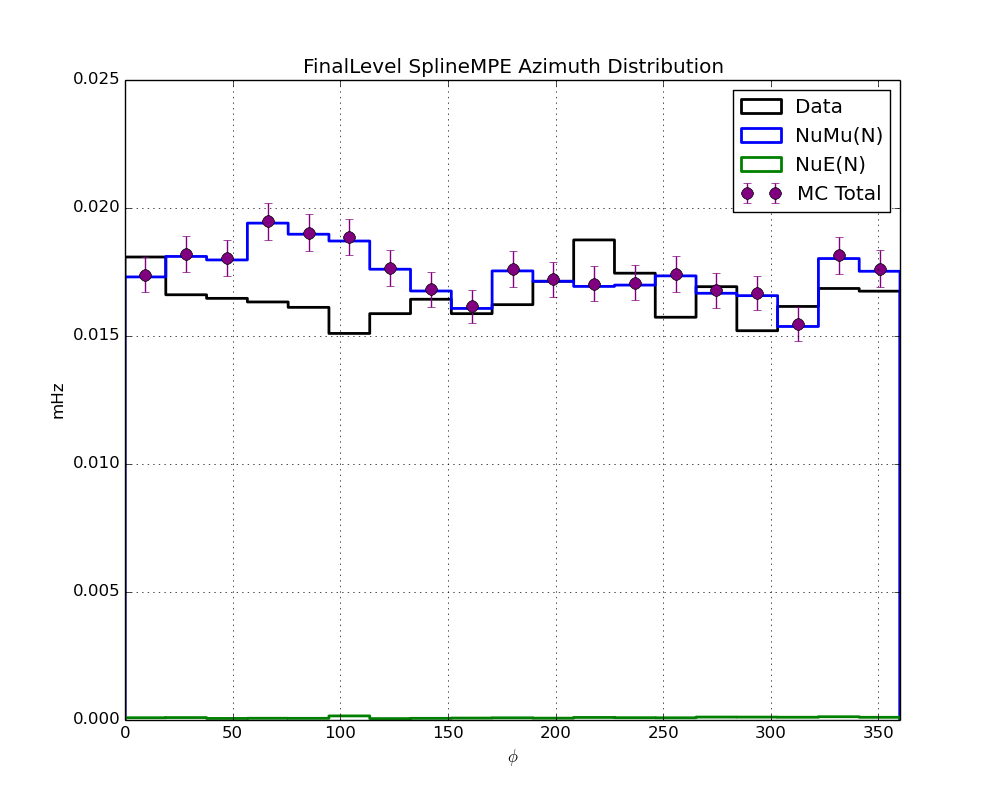 FinalLevel SplineMPE Azimuth Distribution
0.025
0.020
0.015
0.010
0.005
0.000
mHz
Data
NuMu(N)
NuE(N)
MC Total
0 50 100 150 200 250 300 350
ϕ